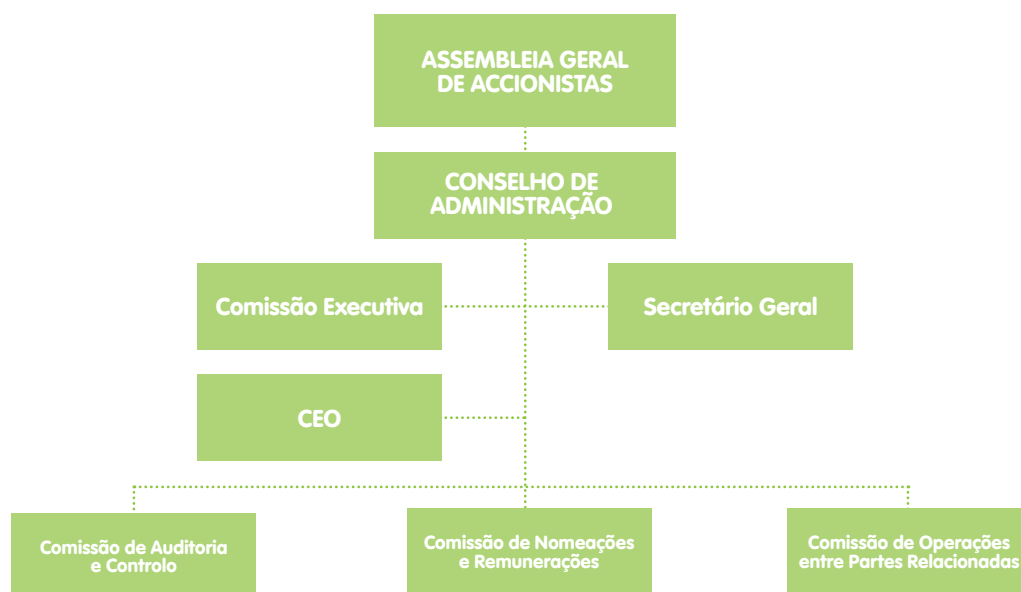 ASSEMBLEIA GERAL
DE ACCIONISTAS
CONSELHO DE
ADMINISTRAÇÃO
Comissão Executiva
Secretário Geral
CEO
Comissão de Auditoria
e Controlo
Comissão de Nomeações
e Remunerações
Comissão de Operações
entre Partes Relacionadas